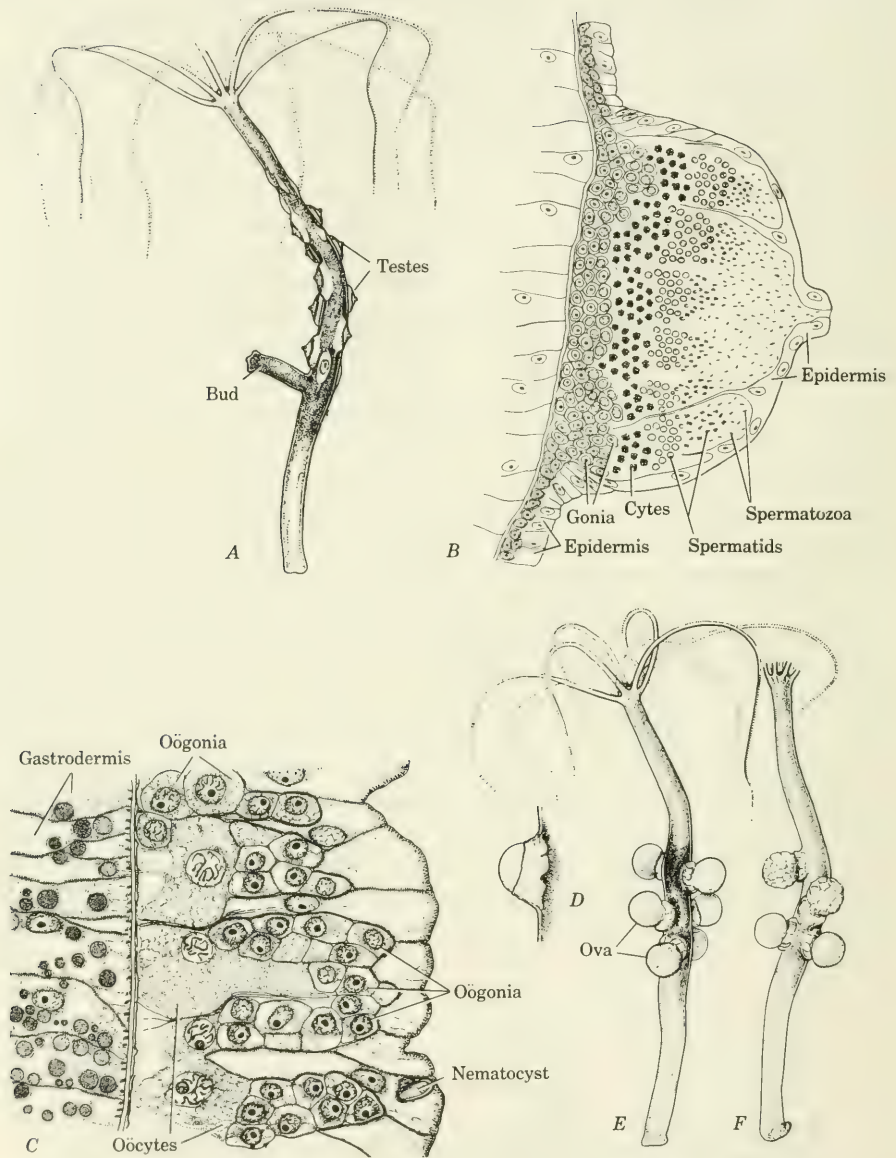 Testes
Bud
A
Epidermis
Gonia
Cytes
Spermatozoa
Epidermis
Spermatids
B
Oögonia
Gastrodermis
D
Ova
Oögonia
Nematocyst
C
Oöcytes
E
F